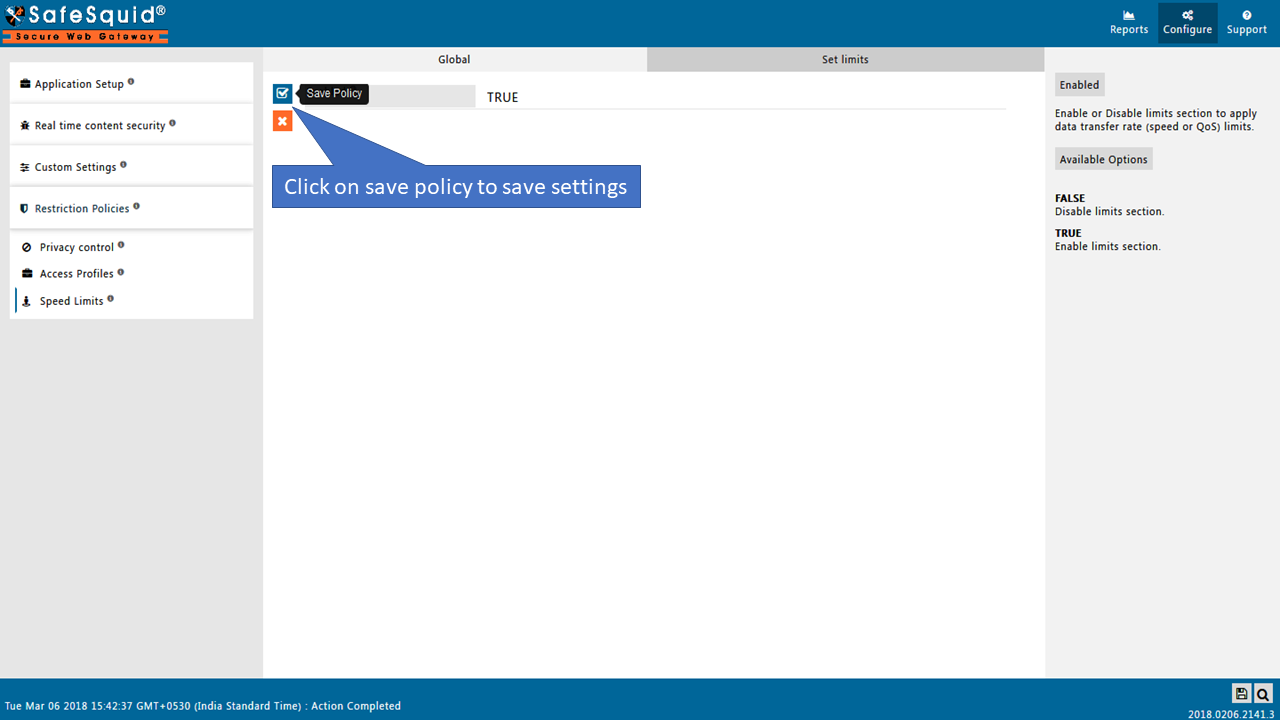 SafeSquid®
Secure Web Gateway
Reports
Configure
Support
Application Setup
Real time content security
Custom Settings
Restriction Policies
Privacy control
Access Profiles
Speed Limits
Global
Set limits
Save Policy
TRUE
Click on save policy to save settings
Enabled
Enable or Disable limits section to apply
data transfer rate (speed or QoS) limits.
Available Options
FALSE
Disable limits section.
TRUE
Enable limits section.
Tue Mar 06 2018 15:42:37 GMT+0530 (India Standard Time) : Action Completed
2018.0206.2141.3